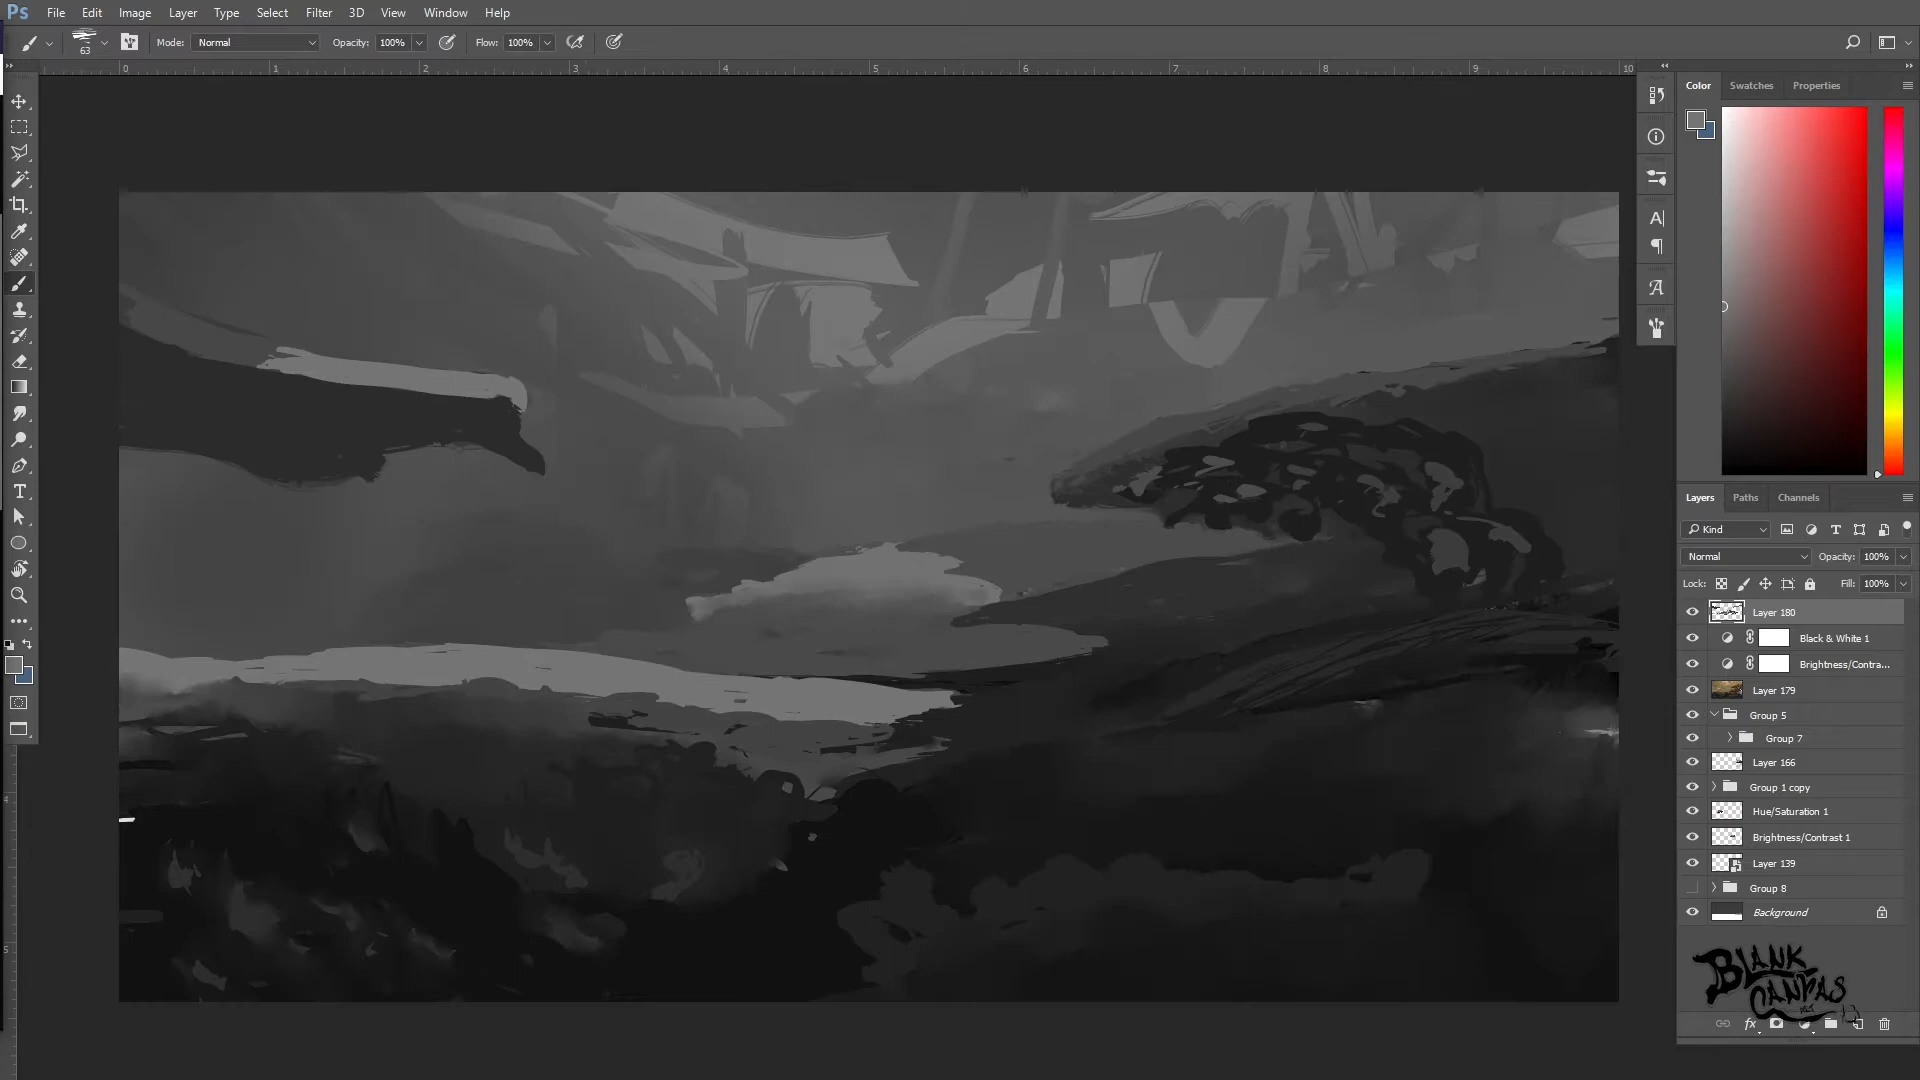 Ps File Edit Image Layer Type Select Filter 3D View Window Help
63 Mode: Normal Opacity: 100% Flow: 100%
0 1 2 3 4 5 6 7 8 9 10
Color Swatches Properties
Layers Paths Channels
Kind
Normal Opacity: 100%
Lock: Fill: 100%
Layer 180
Black & White 1
Brightness/Contra...
Layer 179
Group 5
Group 7
Layer 166
Group 1 copy
Hue/Saturation 1
Brightness/Contrast 1
Layer 139
Group 8
Background
4
5
BLANK
CANVAS
fx